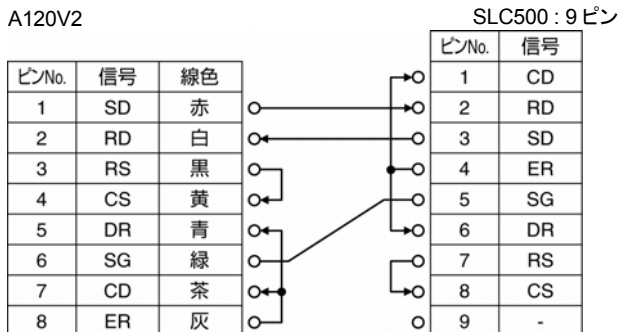 A120V2
SLC500 : 9ピン
ピンNo. 信号 線色
1 SD 赤
2 RD 白
3 RS 黒
4 CS 黄
5 DR 青
6 SG 緑
7 CD 茶
8 ER 灰
ピンNo. 信号
1 CD
2 RD
3 SD
4 ER
5 SG
6 DR
7 RS
8 CS
9 -